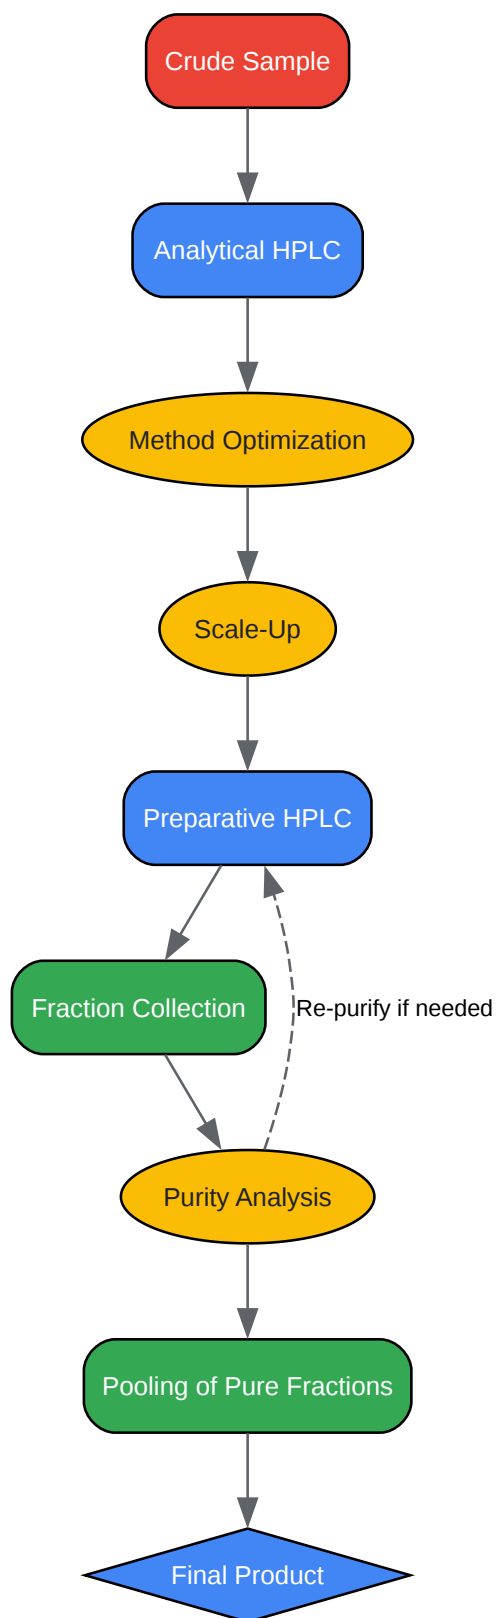 Crude Sample
Analytical HPLC
Method Optimization
Scale-Up
Preparative HPLC
Fraction Collection
Re-purify if needed
Purity Analysis
Pooling of Pure Fractions
Final Product